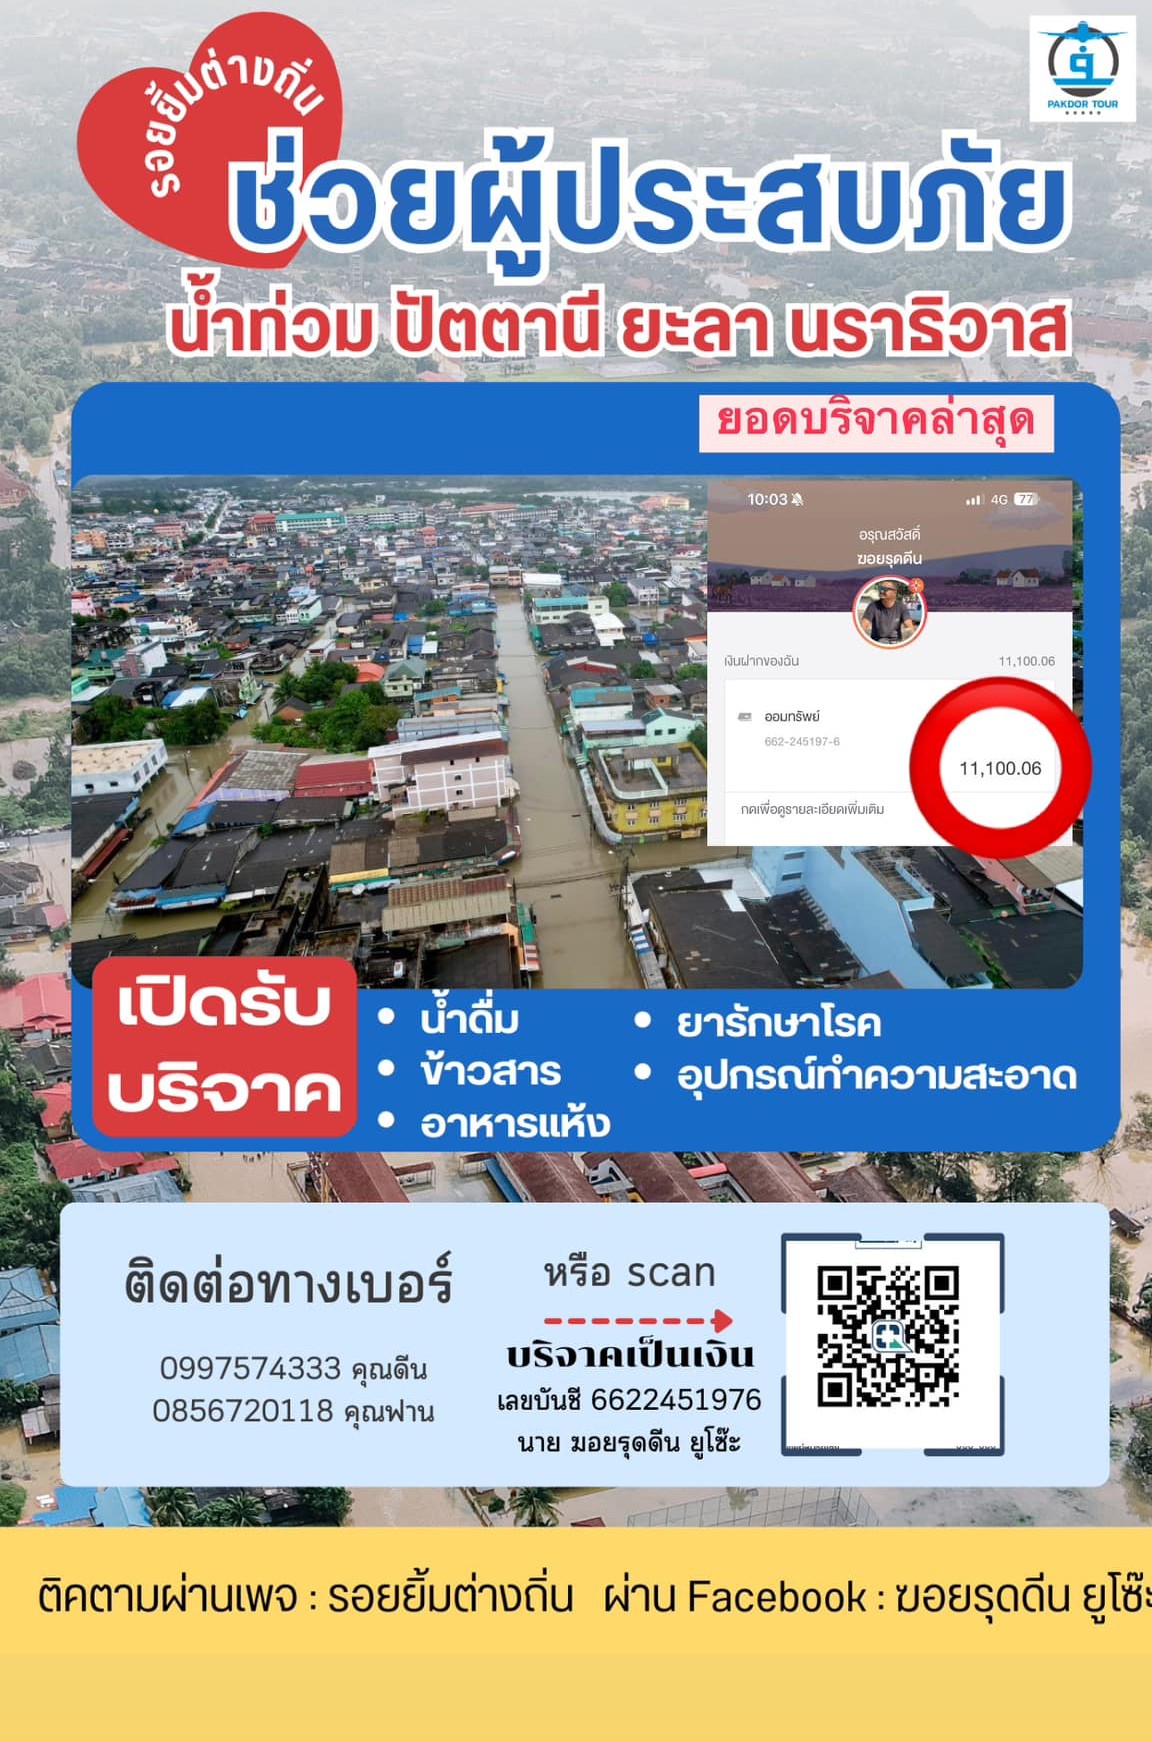 รอยยิ้มต่างถิ่น
PAKDOR TOUR
ช่วยผู้ประสบภัย
น้ำท่วม ปัตตานี ยะลา นราธิวาส
ยอดบริจาคล่าสุด
10:03
4G 77
อรุณสวัสดิ์
ฆอยรุดดีน
เงินฝากของฉัน 11,100.06
ออมทรัพย์
662-245197-6
11,100.06
กดเพื่อดูรายละเอียดเพิ่มเติม
เปิดรับ
บริจาค
• น้ำดื่ม
• ข้าวสาร
• อาหารแห้ง
• ยารักษาโรค
• อุปกรณ์ทำความสะอาด
ติดต่อทางเบอร์
0997574333 คุณดีน
0856720118 คุณฟาน
หรือ scan
บริจาคเป็นเงิน
เลขบันชี 6622451976
นาย ฆอยรุดดีน ยูโซ๊ะ
ติดตามผ่านเพจ : รอยยิ้มต่างถิ่น ผ่าน Facebook : ฆอยรุดดีน ยูโซ๊ะ